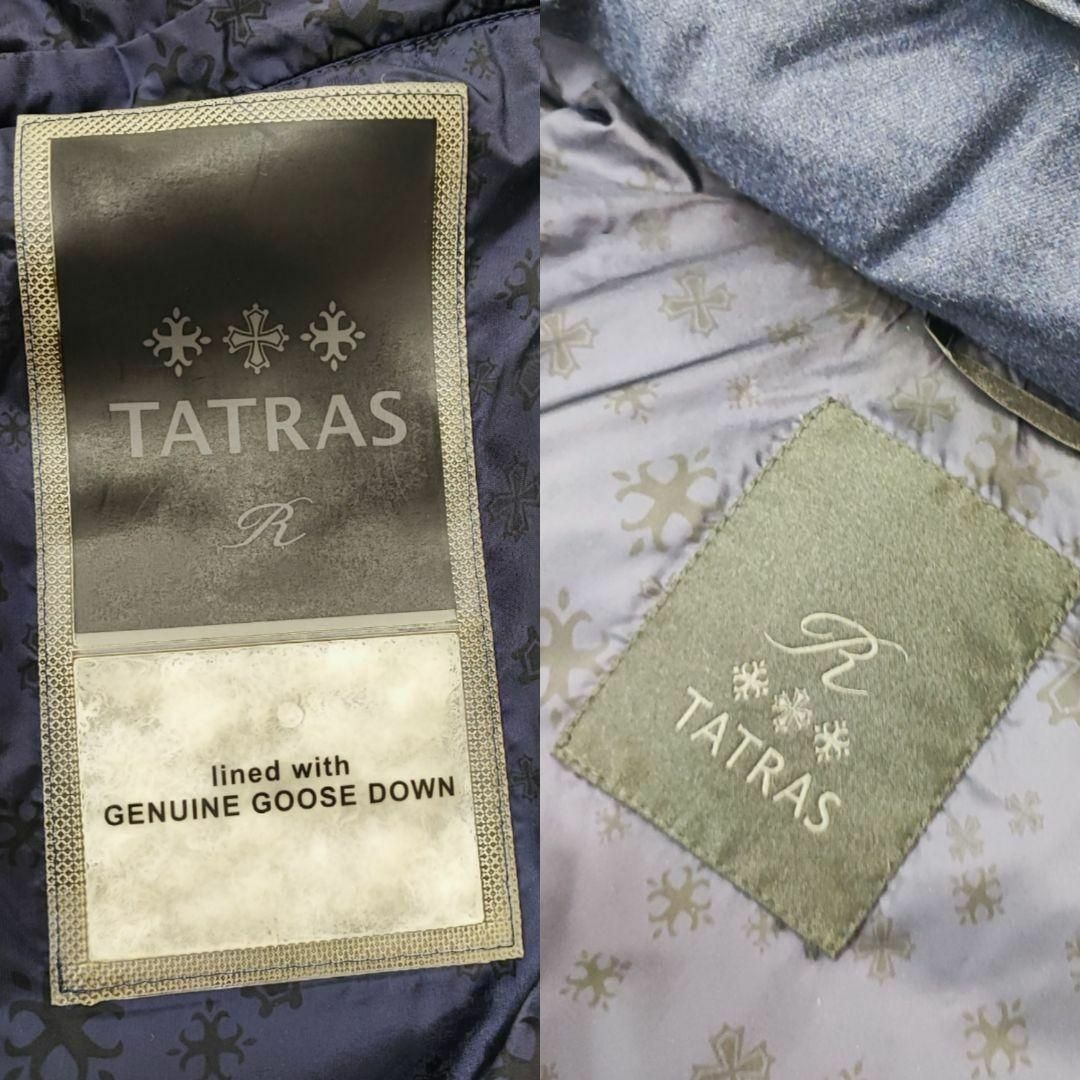 TATRAS
R
lined with
GENUINE GOOSE DOWN
R
TATRAS